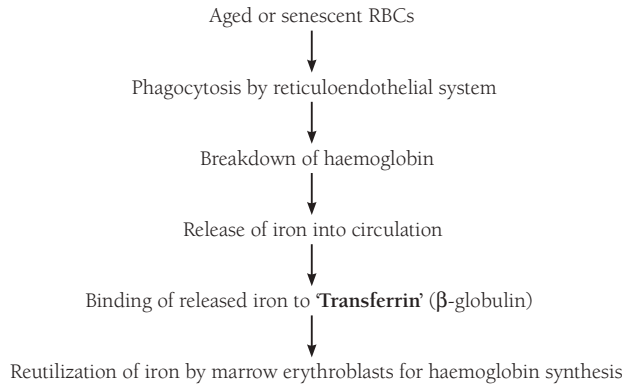 Aged or senescent RBCs
Phagocytosis by reticuloendothelial system
Breakdown of haemoglobin
Release of iron into circulation
Binding of released iron to ‘Transferrin’ (β-globulin)
Reutilization of iron by marrow erythroblasts for haemoglobin synthesis